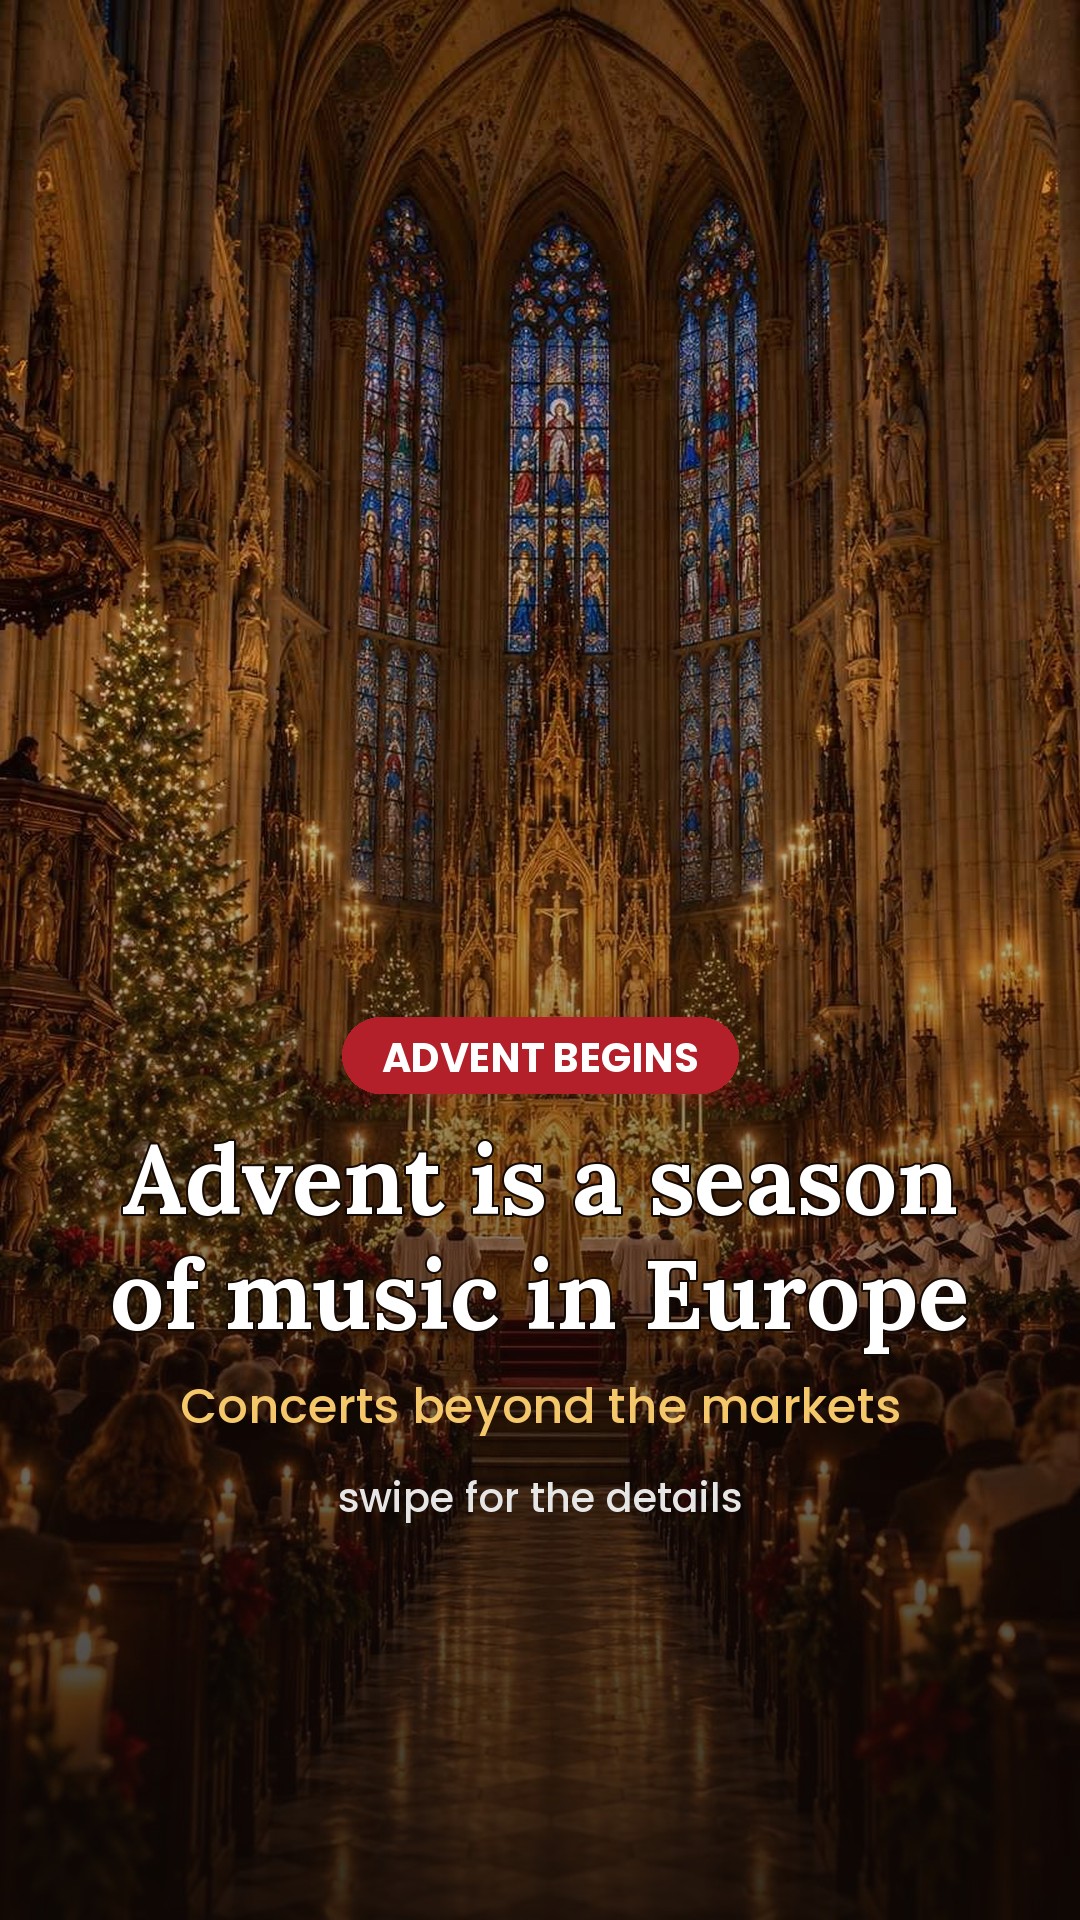 ADVENT BEGINS
Advent is a season
of music in Europe
Concerts beyond the markets
swipe for the details